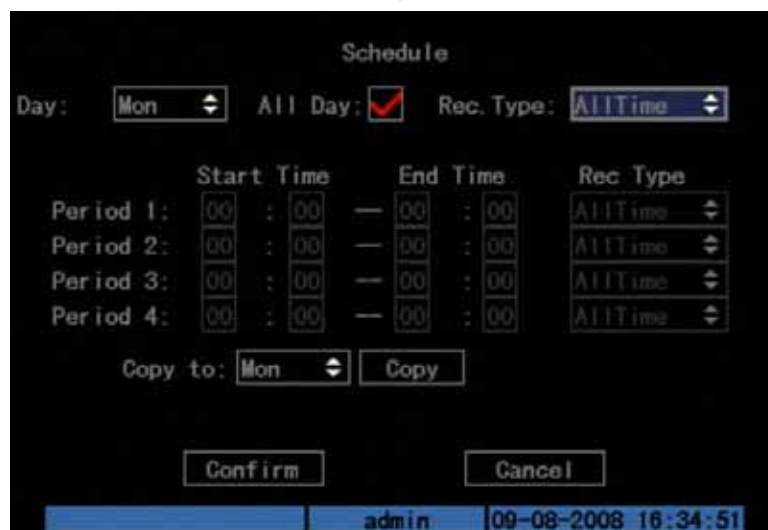 Schedule
Day: Mon All Day: Rec.Type: AllTime
Start Time End Time Rec Type
Period 1: 00 : 00 — 00 : 00 AllTime
Period 2: 00 : 00 — 00 : 00 AllTime
Period 3: 00 : 00 — 00 : 00 AllTime
Period 4: 00 : 00 — 00 : 00 AllTime
Copy to: Mon Copy
Confirm Cancel
admin 09-08-2008 16:34:51